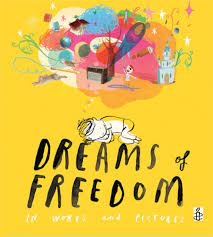 DREAMS of
FREEDOM
IN WORDS and PICTURES